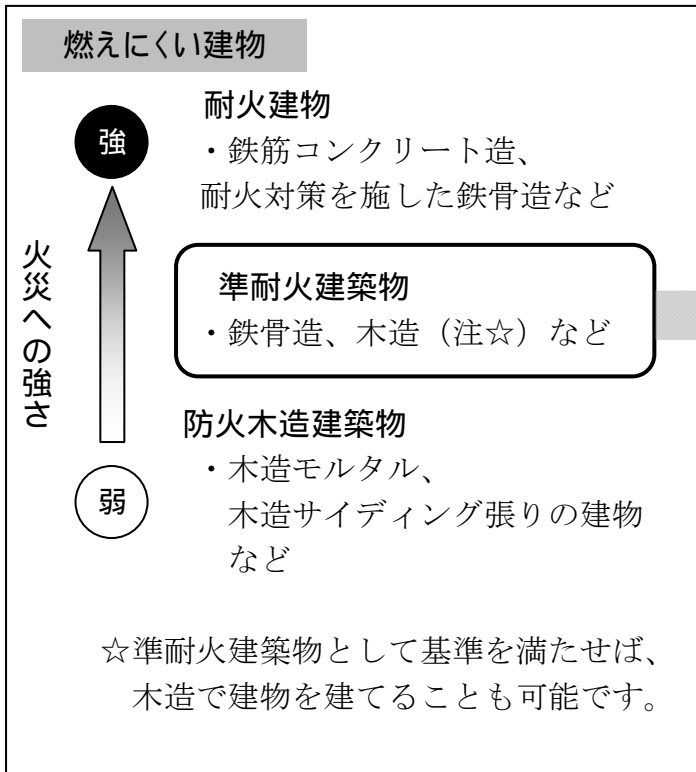 燃えにくい建物
強
火災への強さ
弱
耐火建物
・鉄筋コンクリート造、
耐火対策を施した鉄骨造など
準耐火建築物
・鉄骨造、木造（注☆）など
防火木造建築物
・木造モルタル、
木造サイディング張りの建物
など
☆準耐火建築物として基準を満たせば、
木造で建物を建てることも可能です。